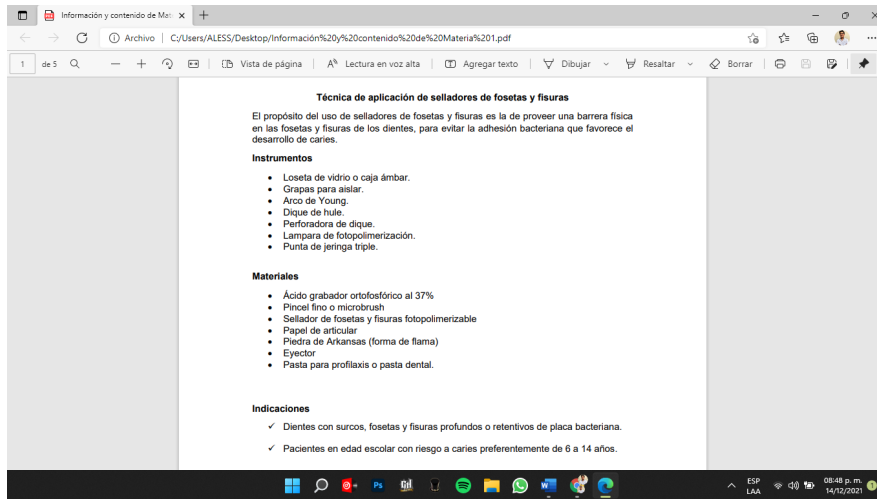 Información y contenido de Mat
Archivo
C:/Users/ALESS/Desktop/Información%20y%20contenido%20de%20Materia%201.pdf
1 de 5
Vista de página
Lectura en voz alta
Agregar texto
Dibujar
Resaltar
Borrar
Técnica de aplicación de selladores de fosetas y fisuras
El propósito del uso de selladores de fosetas y fisuras es la de proveer una barrera física
en las fosetas y fisuras de los dientes, para evitar la adhesión bacteriana que favorece el
desarrollo de caries.
Instrumentos
• Loseta de vidrio o caja ámbar.
• Grapas para aislar.
• Arco de Young.
• Dique de hule.
• Perforadora de dique.
• Lampara de fotopolimerización.
• Punta de jeringa triple.
Materiales
• Ácido grabador ortofosfórico al 37%
• Pincel fino o microbrush
• Sellador de fosetas y fisuras fotopolimerizable
• Papel de articular
• Piedra de Arkansas (forma de flama)
• Eyector
• Pasta para profilaxis o pasta dental.
Indicaciones
✓ Dientes con surcos, fosetas y fisuras profundos o retentivos de placa bacteriana.
✓ Pacientes en edad escolar con riesgo a caries preferentemente de 6 a 14 años.
Ps
ESP
LAA
08:48 p. m.
14/12/2021
1